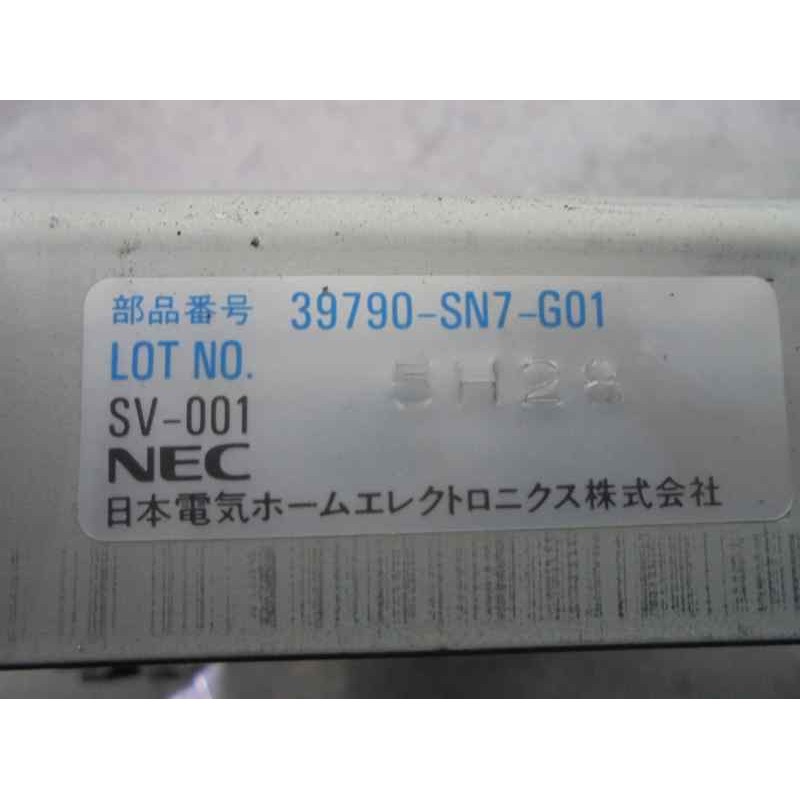 部品番号 39790-SN7-G01
LOT NO. 5H28
SV-001
NEC
日本電気ホームエレクトロニクス株式会社